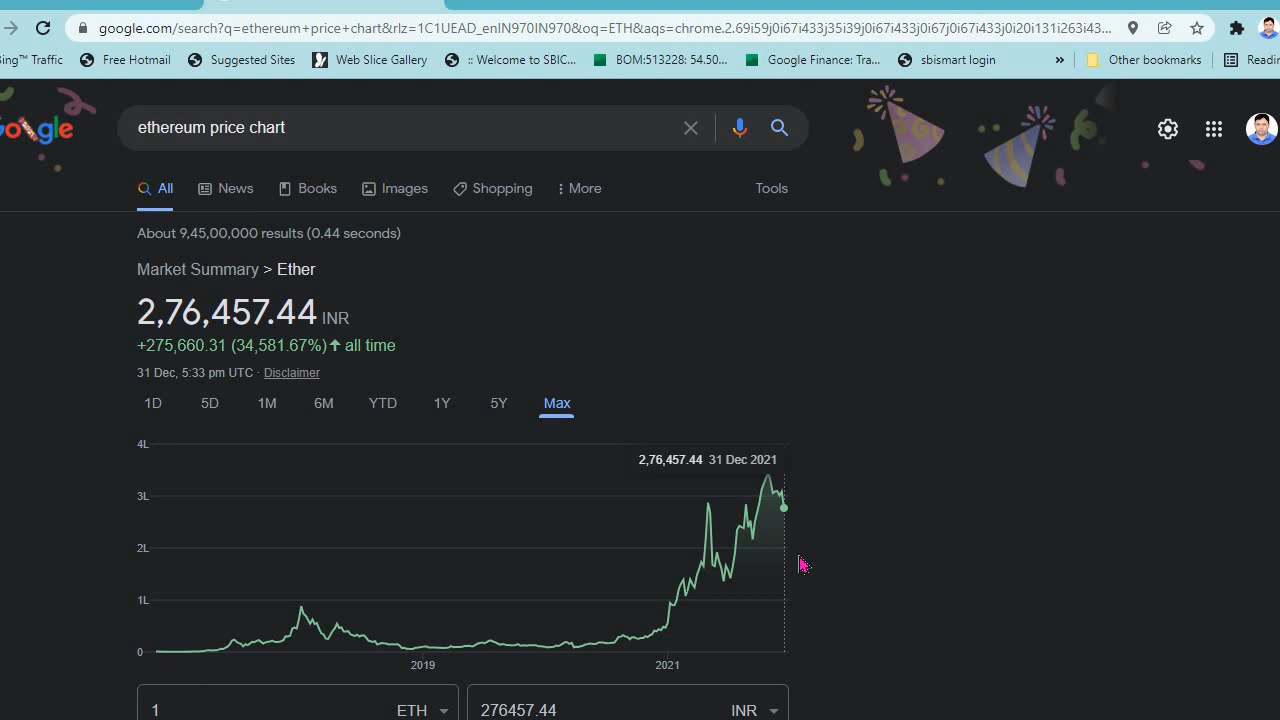 google.com/search?q=ethereum+price+chart&rlz=1C1UEAD_enIN970IN970&oq=ETH&aqs=chrome.2.69i59j0i67i433j35i39j0i67i433j0i67j0i67i433j0i20i131i263i43...
ing™ Traffic Free Hotmail Suggested Sites Web Slice Gallery :: Welcome to SBIC... BOM:513228: 54.50... Google Finance: Tra... sbismart login » Other bookmarks Readin
Google
ethereum price chart
All News Books Images Shopping More Tools
About 9,45,00,000 results (0.44 seconds)
Market Summary > Ether
2,76,457.44 INR
+275,660.31 (34,581.67%) all time
31 Dec, 5:33 pm UTC · Disclaimer
1D 5D 1M 6M YTD 1Y 5Y Max
4L
2,76,457.44 31 Dec 2021
3L
2L
1L
0
2019 2021
1 ETH 276457.44 INR